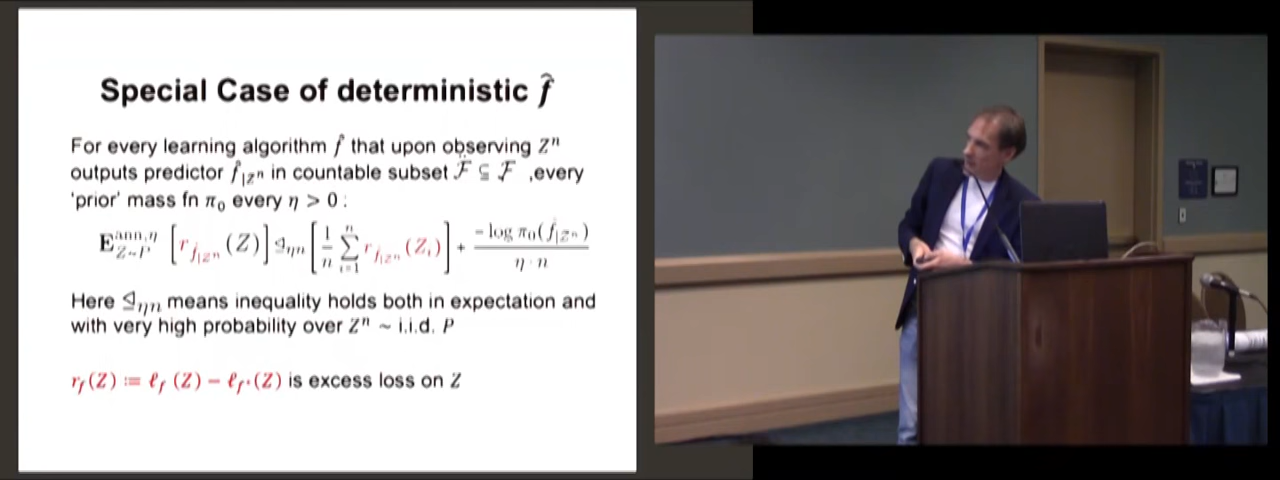 Special Case of deterministic f̂
For every learning algorithm f̂ that upon observing Zⁿ
outputs predictor f̂|Zⁿ in countable subset ℱ̈ ⊆ ℱ ,every
'prior' mass fn π₀ every η > 0 :
E^{ann,η}_{Z∼P} [ r_{f̂|Zⁿ} (Z) ] ⊴_{ηn} [ 1/n ∑_{i=1}^{n} r_{f̂|Zⁿ} (Z_i) ] + (− log π₀(f̂|Zⁿ)) / (η · n)
Here ⊴_{ηn} means inequality holds both in expectation and
with very high probability over Zⁿ ~ i.i.d. P
r_f(Z) := ℓ_f (Z) − ℓ_{f*}(Z) is excess loss on Z